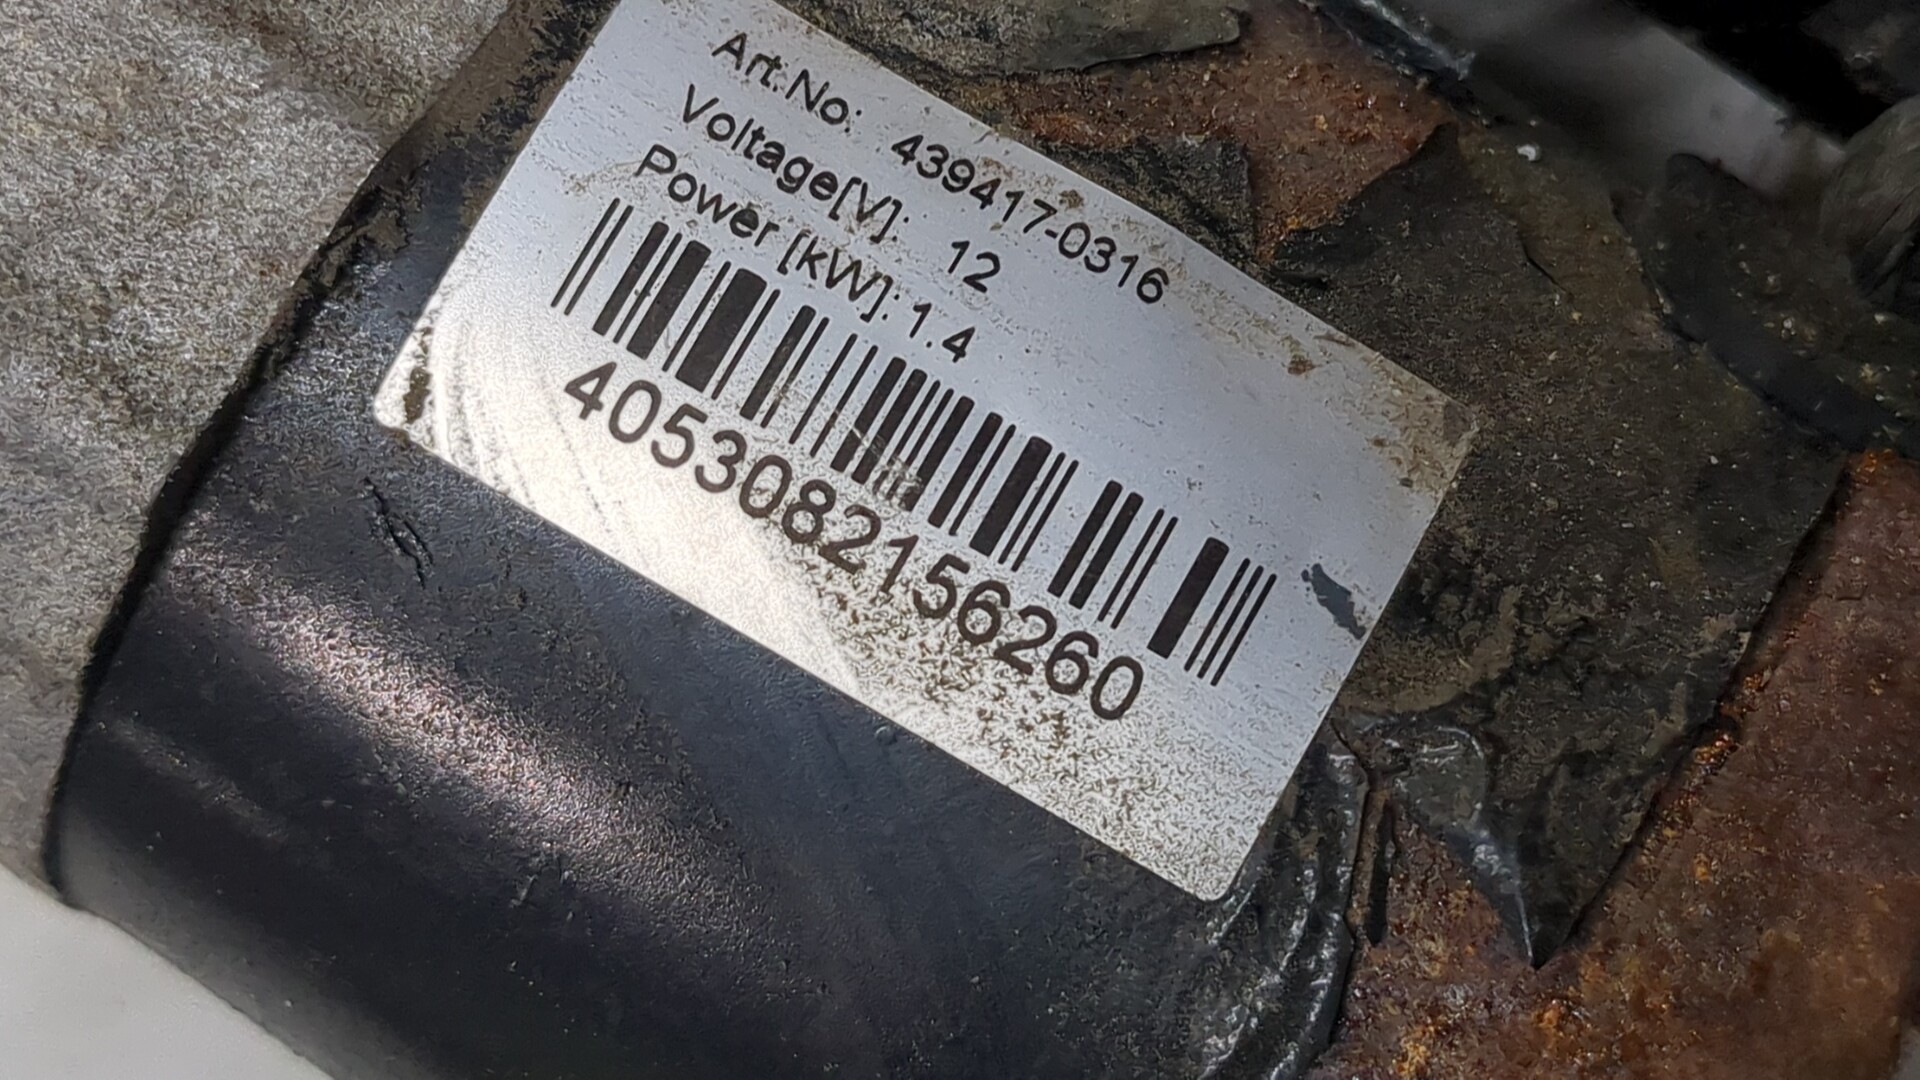 Art.No: 439417-0316
Voltage[V]: 12
Power [kW]: 1.4
4053082156260